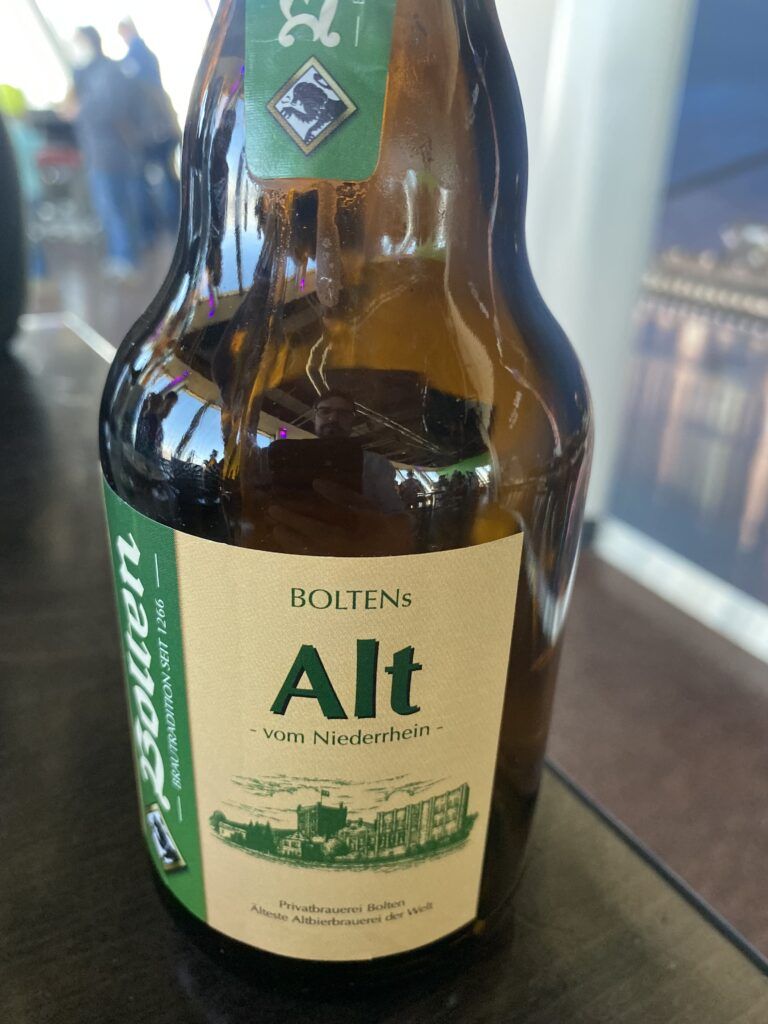 BOLTENs
Alt
- vom Niederrhein -
Privatbrauerei Bolten
Älteste Altbierbrauerei der Welt
Bolten
BRAUTRADITION SEIT 1266